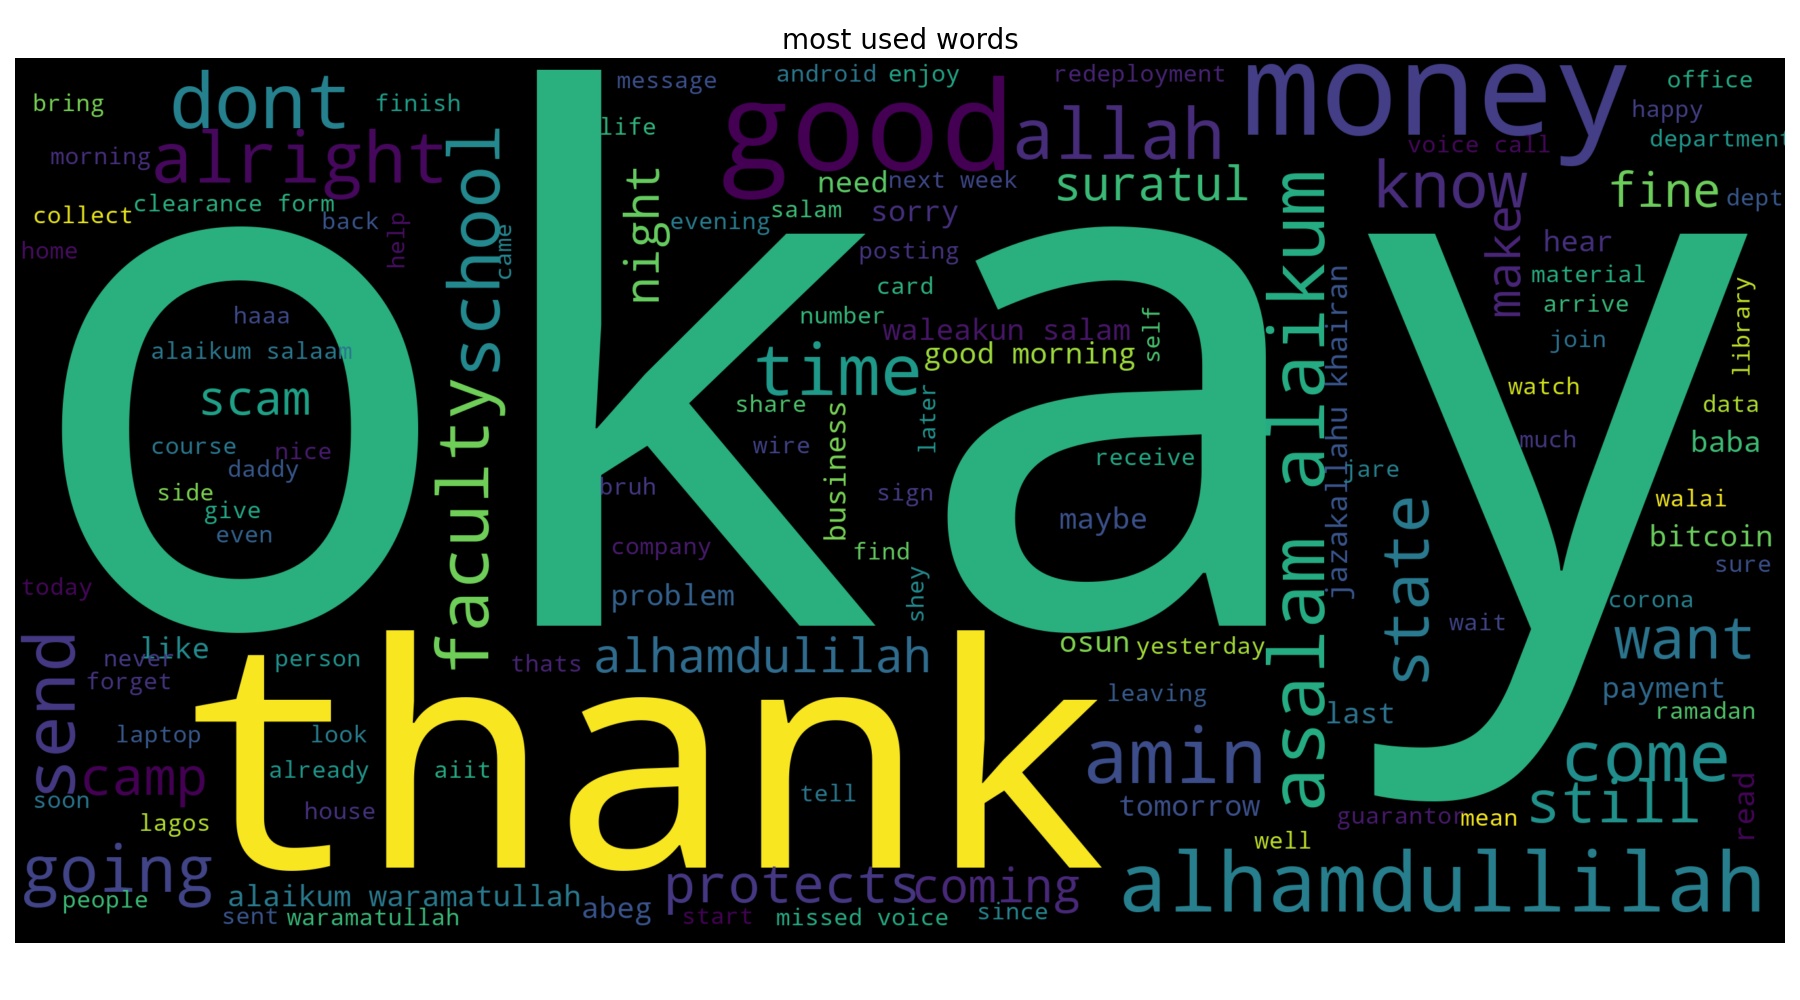 most used words
message
android
enjoy
redeployment
money
office
bring
dont
finish
good
allah
happy
life
department
morning
alright
school
voice call
night
need
next week
suratul
know
fine
dept
collect
clearance form
back
help
evening
salam
sorry
make
home
came
posting
hear
okay
card
material
arrive
library
haaa
number
waleakun salam
self
asalam alaikum
jazakallahu khairan
join
alaikum salaam
time
good morning
scam
share
business
later
watch
data
course
nice
wire
much
baba
daddy
faculty
receive
jare
side
bruh
sign
walai
give
maybe
state
even
company
find
bitcoin
sure
today
problem
shey
corona
send
like
never
person
thats
alhamdulilah
osun
yesterday
wait
want
forget
thank
leaving
payment
laptop
look
last
ramadan
camp
already
aiit
amin
come
soon
house
tell
tomorrow
still
read
lagos
guarantor
mean
well
going
protects
coming
alhamdullilah
people
alaikum waramatullah
abeg
sent
waramatullah
start
missed voice
since